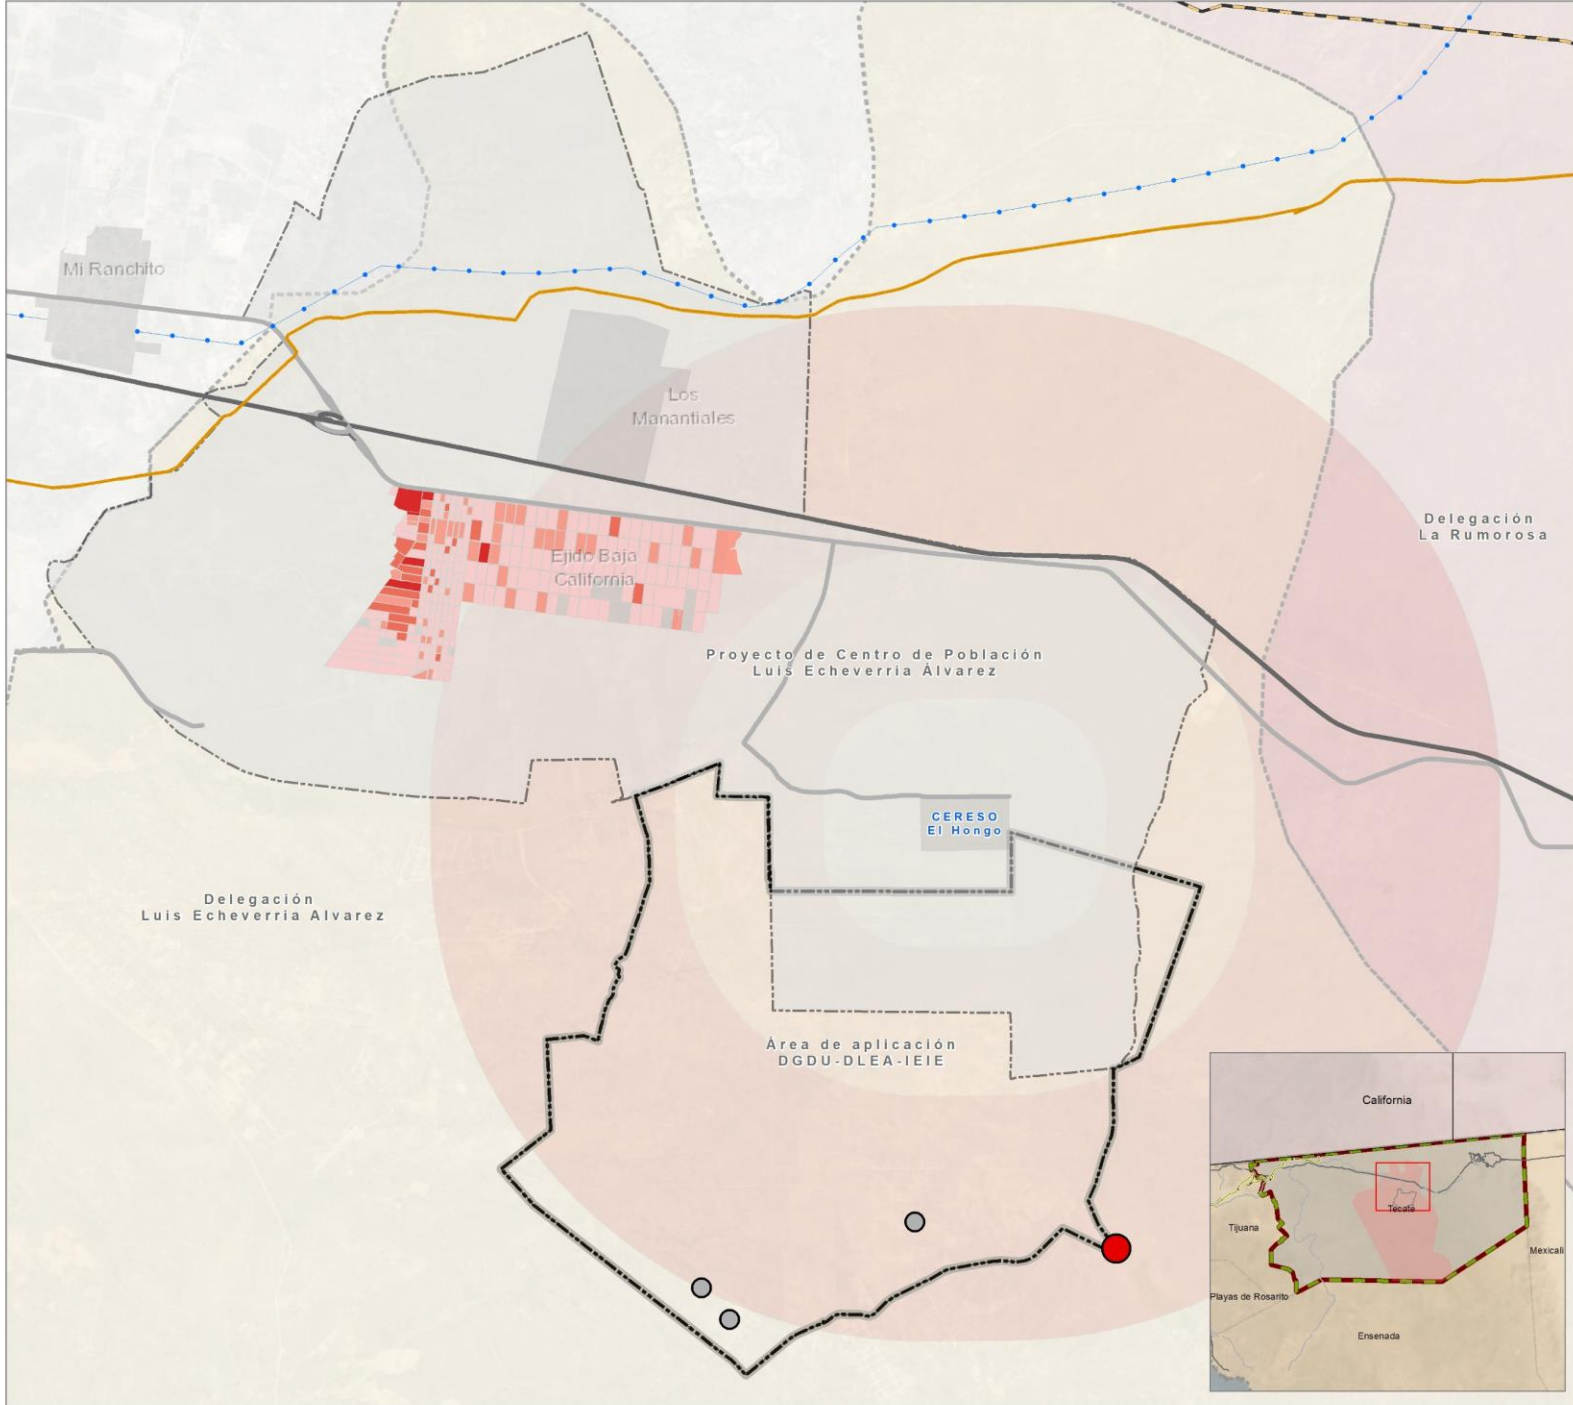 Mi Ranchito
Los
Manantiales
Delegación
La Rumorosa
Ejido Baja
California
Proyecto de Centro de Población
Luis Echeverria Álvarez
CERESO
El Hongo
Delegación
Luis Echeverria Alvarez
Área de aplicación
DGDU-DLEA-IEIE
California
Tecate
Tijuana
Mexicali
Playas de Rosarito
Ensenada